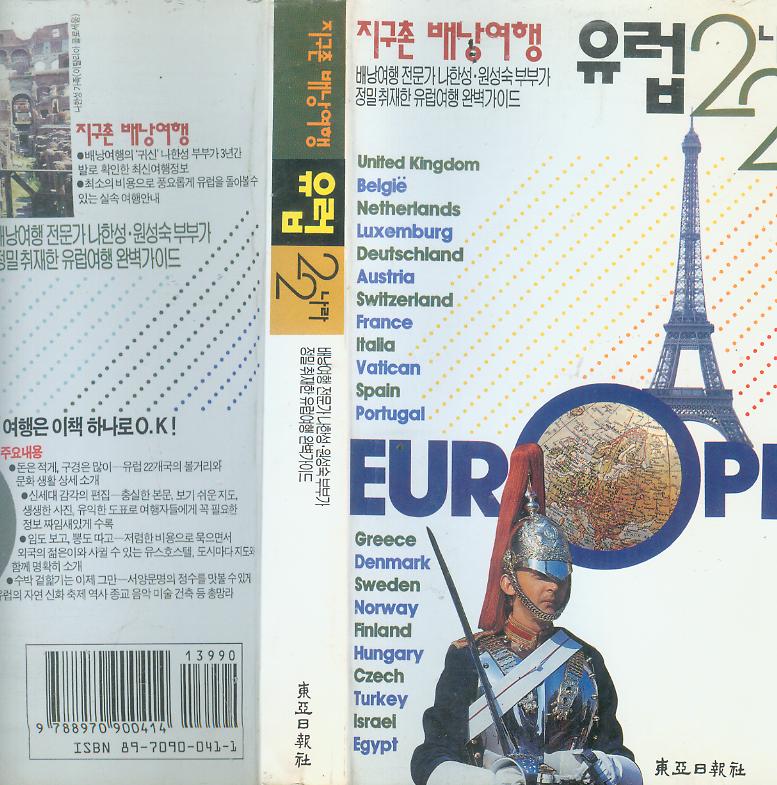 나한성 가족(이탈리아 콜로세움)
지구촌 배낭여행
●배낭여행의 '귀신' 나한성 부부가 3년간
발로 확인한 최신여행정보
●최소의 비용으로 풍요롭게 유럽을 돌아볼수
있는 실속 여행안내
배낭여행 전문가 나한성·원성숙 부부가
정밀 취재한 유럽여행 완벽가이드
여행은 이책 하나로 O.K!
주요내용
●돈은 적게, 구경은 많이—유럽 22개국의 볼거리와
문화 생활 상세 소개
●신세대 감각의 편집—충실한 본문, 보기 쉬운 지도,
생생한 사진, 유익한 도표로 여행자들에게 꼭 필요한
정보 짜임새있게 수록
●임도 보고, 뽕도 따고—저렴한 비용으로 묵으면서
외국의 젊은이와 사귈 수 있는 유스호스텔, 도시마다 지도와
함께 명확히 소개
●수박 겉핥기는 이제 그만—서양문명의 정수를 맛볼 수 있게
유럽의 자연 신화 축제 역사 종교 음악 미술 건축 등 총망라
13990
9 788970 900414
ISBN 89-7090-041-1
지구촌 배낭여행
유럽
22 나라
배낭여행 전문가 나한성·원성숙 부부가
정밀 취재한 유럽여행 완벽가이드
東亞日報社
지구촌 배낭여행
배낭여행 전문가 나한성·원성숙 부부가
정밀 취재한 유럽여행 완벽가이드
유럽 22 나
United Kingdom
België
Netherlands
Luxemburg
Deutschland
Austria
Switzerland
France
Italia
Vatican
Spain
Portugal
EUROPE
Greece
Denmark
Sweden
Norway
Finland
Hungary
Czech
Turkey
Israel
Egypt
東亞日報社